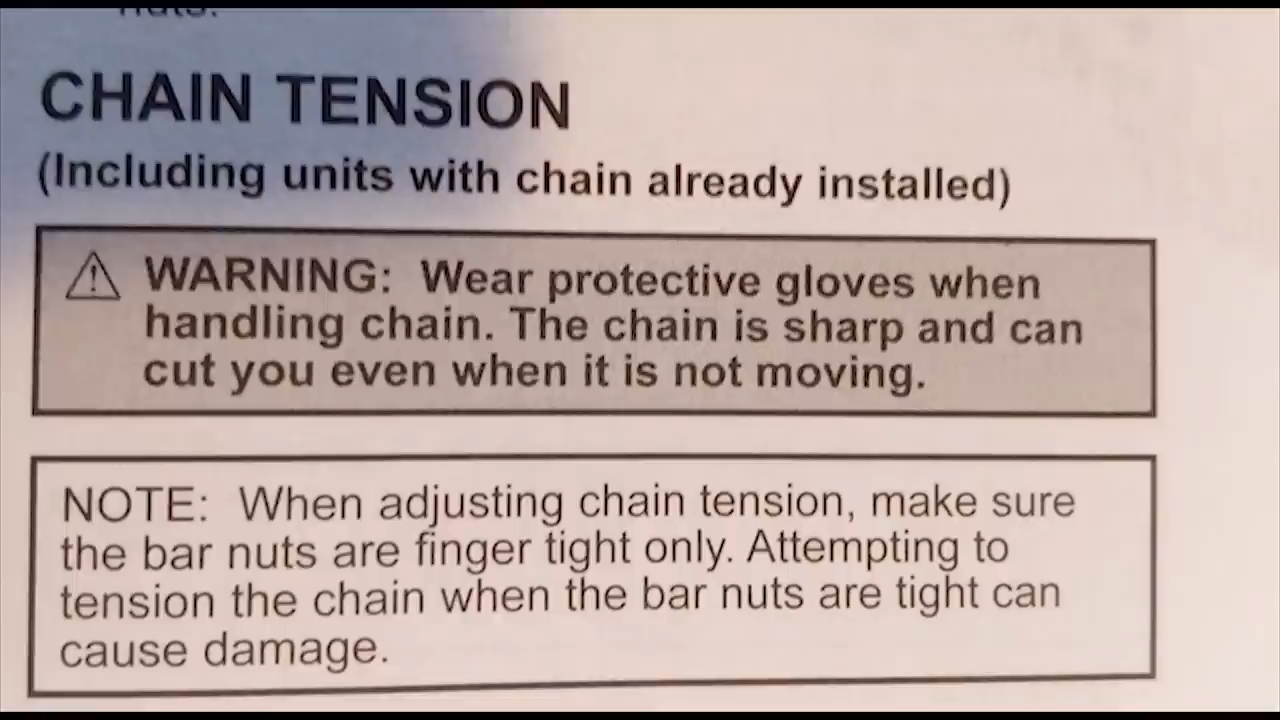 nuts.
CHAIN TENSION
(Including units with chain already installed)
WARNING: Wear protective gloves when
handling chain. The chain is sharp and can
cut you even when it is not moving.
NOTE: When adjusting chain tension, make sure
the bar nuts are finger tight only. Attempting to
tension the chain when the bar nuts are tight can
cause damage.